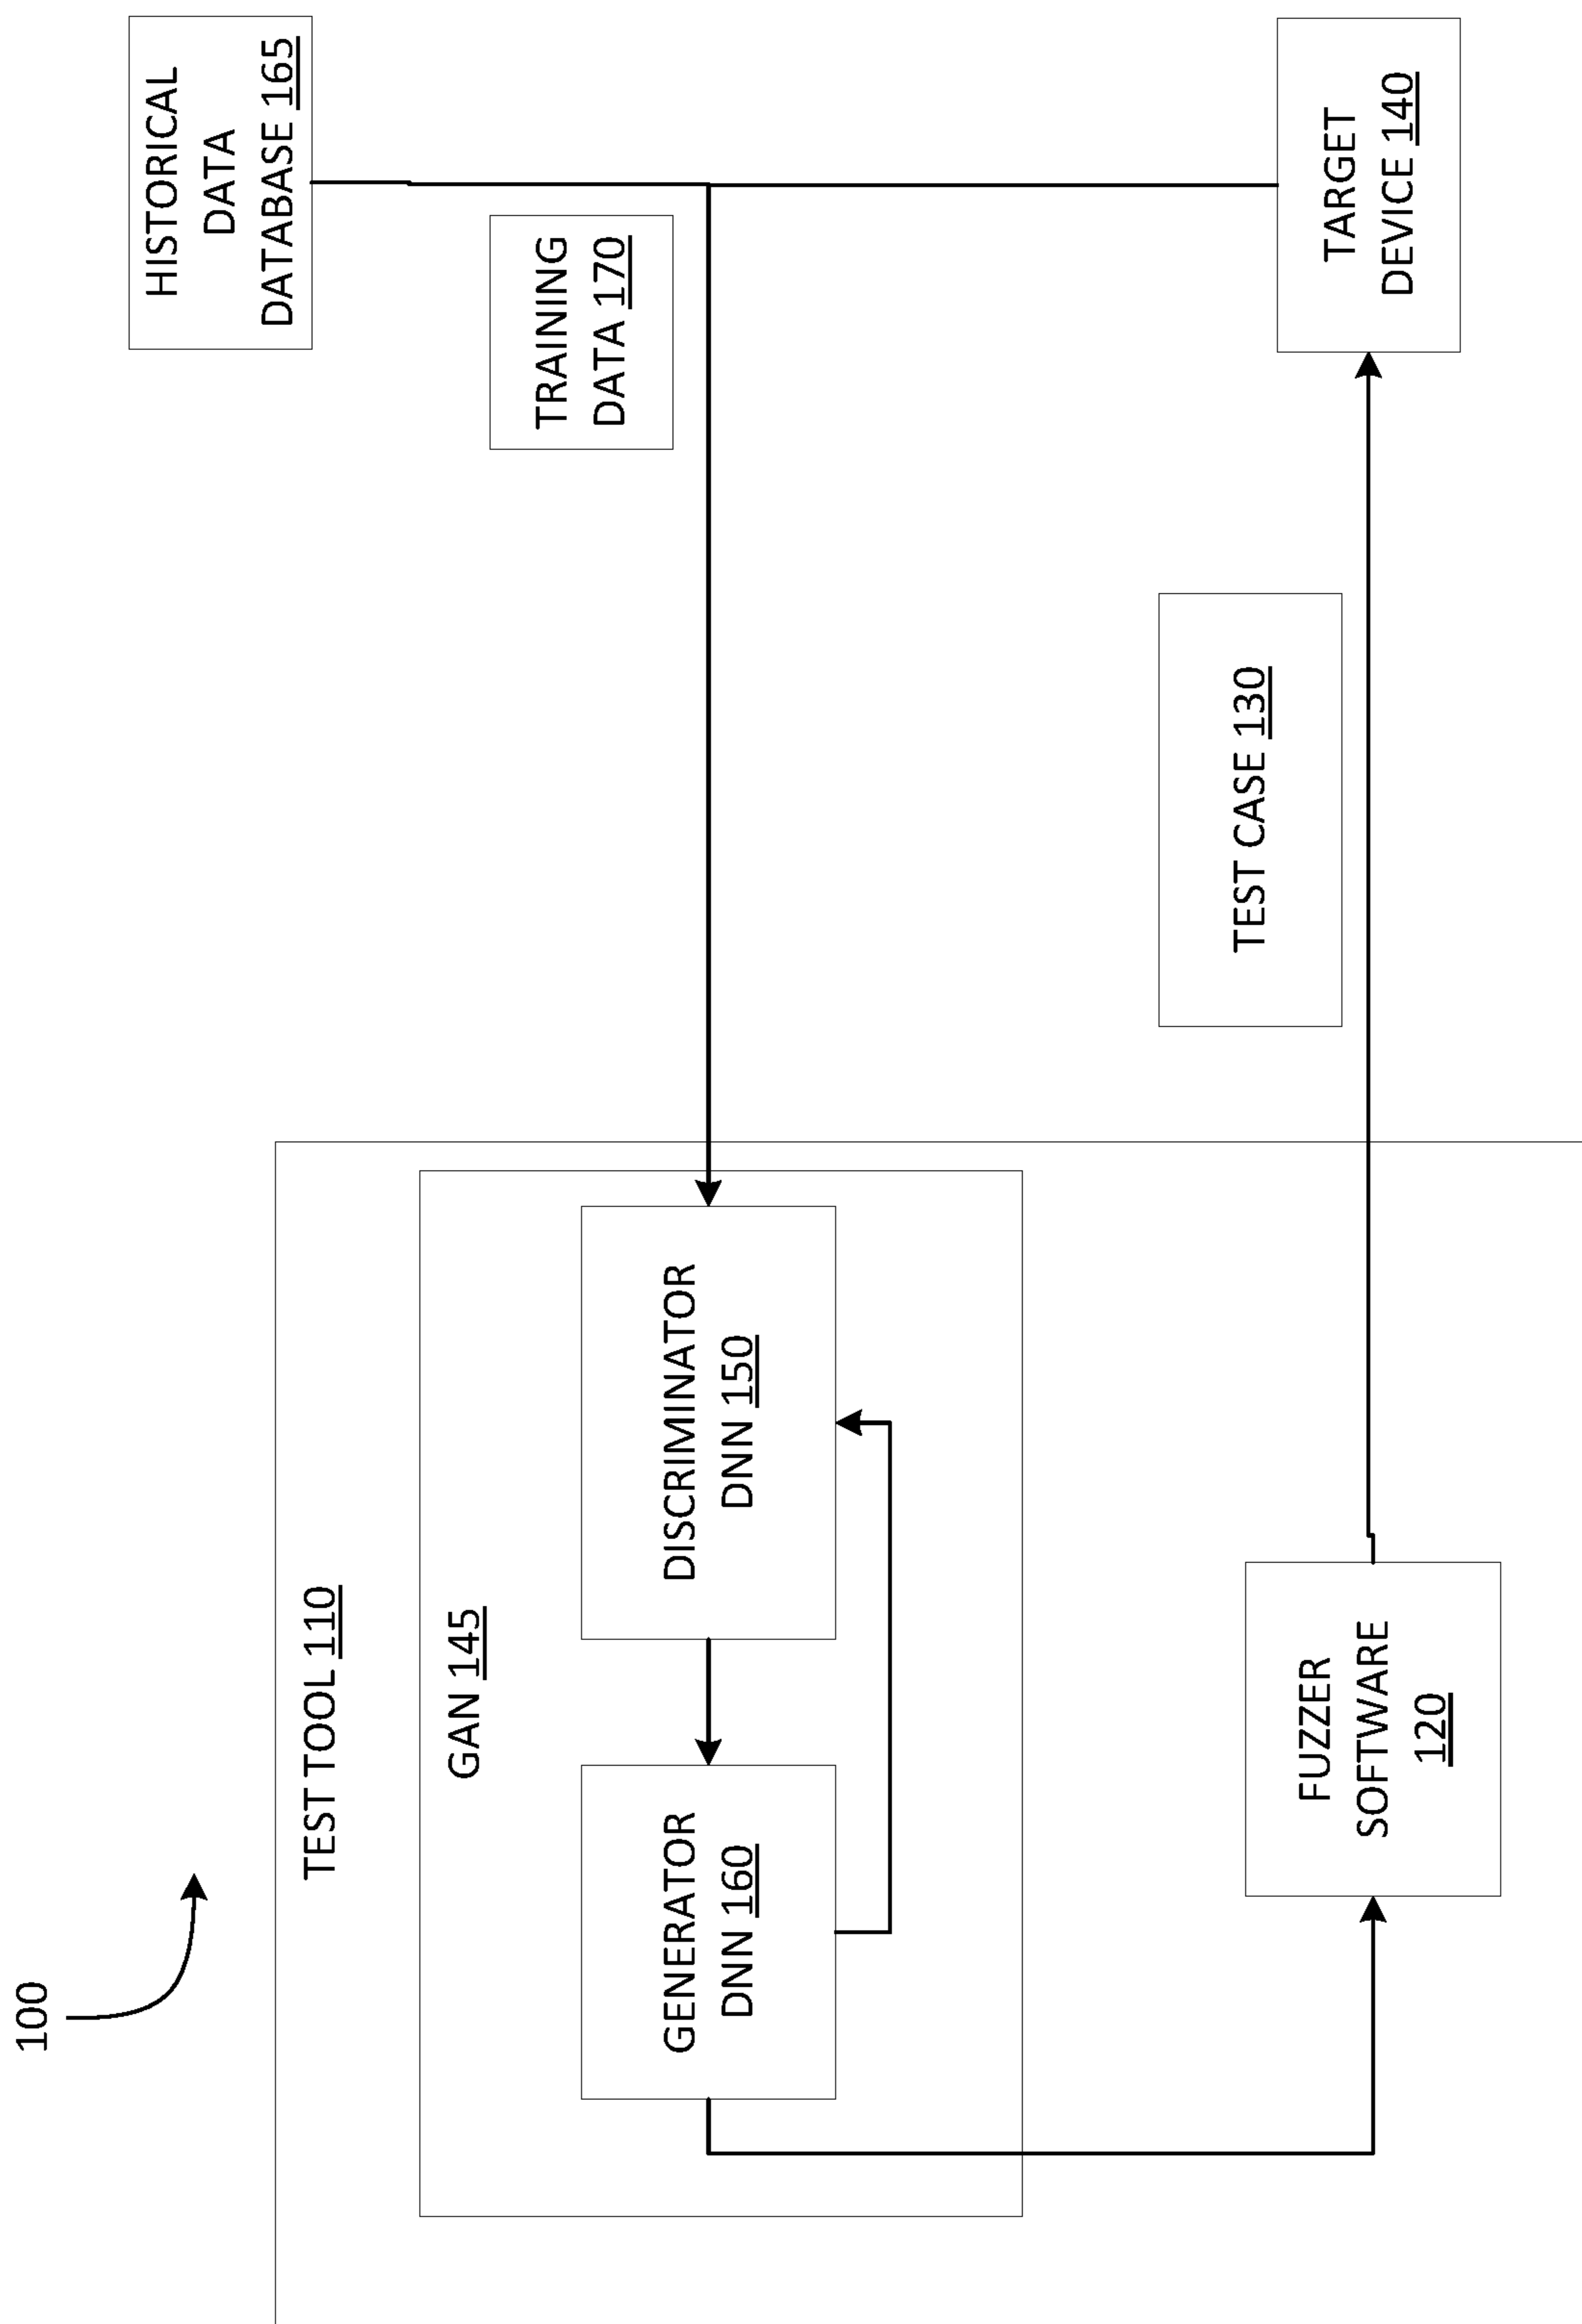 100
TEST TOOL 110
GAN 145
GENERATOR
DNN 160
DISCRIMINATOR
DNN 150
FUZZER
SOFTWARE
120
TEST CASE 130
TRAINING
DATA 170
HISTORICAL
DATA
DATABASE 165
TARGET
DEVICE 140